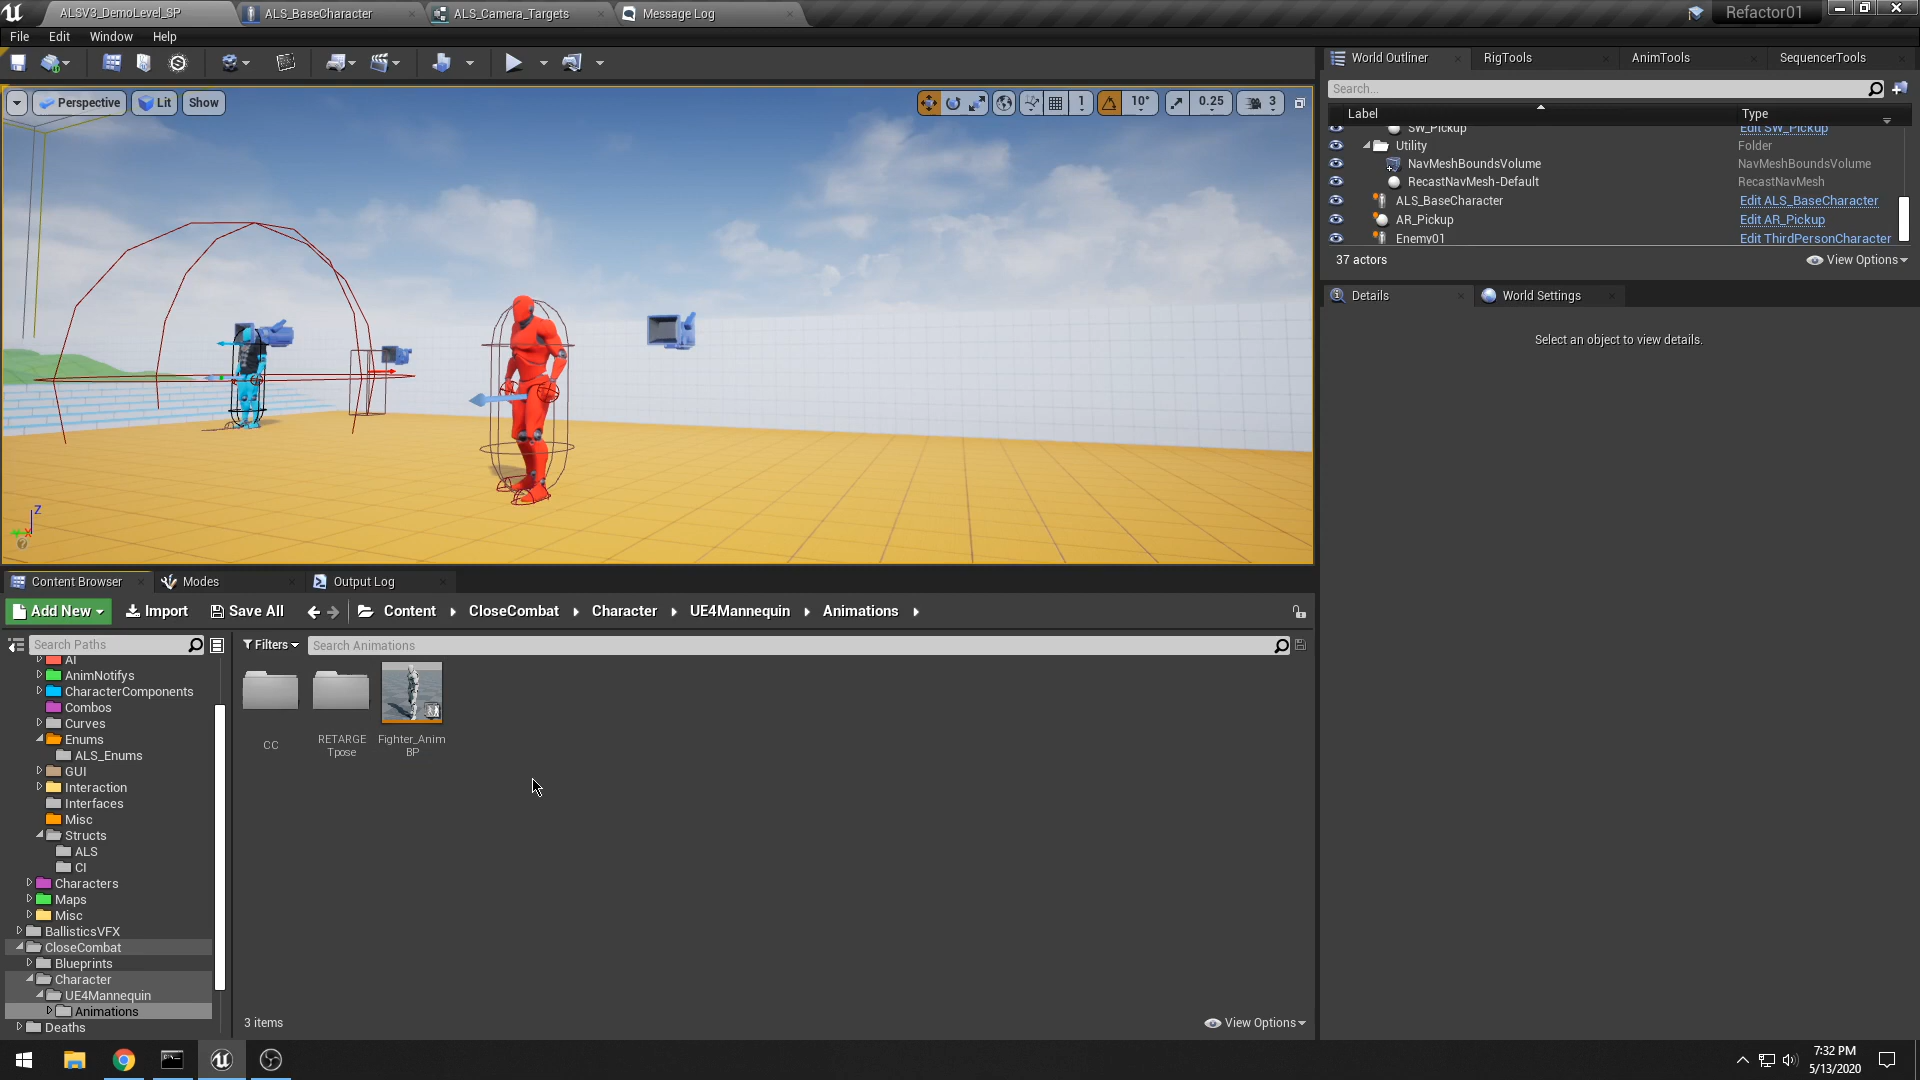 ALSV3_DemoLevel_SP
ALS_BaseCharacter
ALS_Camera_Targets
Message Log
Refactor01
File Edit Window Help
Perspective Lit Show
1 10° 0.25 3
World Outliner RigTools AnimTools SequencerTools
Search...
Label Type
SW_Pickup Edit SW_Pickup
Utility Folder
NavMeshBoundsVolume NavMeshBoundsVolume
RecastNavMesh-Default RecastNavMesh
ALS_BaseCharacter Edit ALS_BaseCharacter
AR_Pickup Edit AR_Pickup
Enemy01 Edit ThirdPersonCharacter
37 actors View Options
Details World Settings
Select an object to view details.
Z
X
?
Content Browser Modes Output Log
Add New Import Save All Content CloseCombat Character UE4Mannequin Animations
Search Paths Filters Search Animations
AI
AnimNotifys
CharacterComponents
Combos
Curves
Enums
ALS_Enums
GUI
Interaction
Interfaces
Misc
Structs
ALS
CI
Characters
Maps
Misc
BallisticsVFX
CloseCombat
Blueprints
Character
UE4Mannequin
Animations
Deaths
CC
RETARGE
Tpose
Fighter_Anim
BP
3 items View Options
7:32 PM
5/13/2020